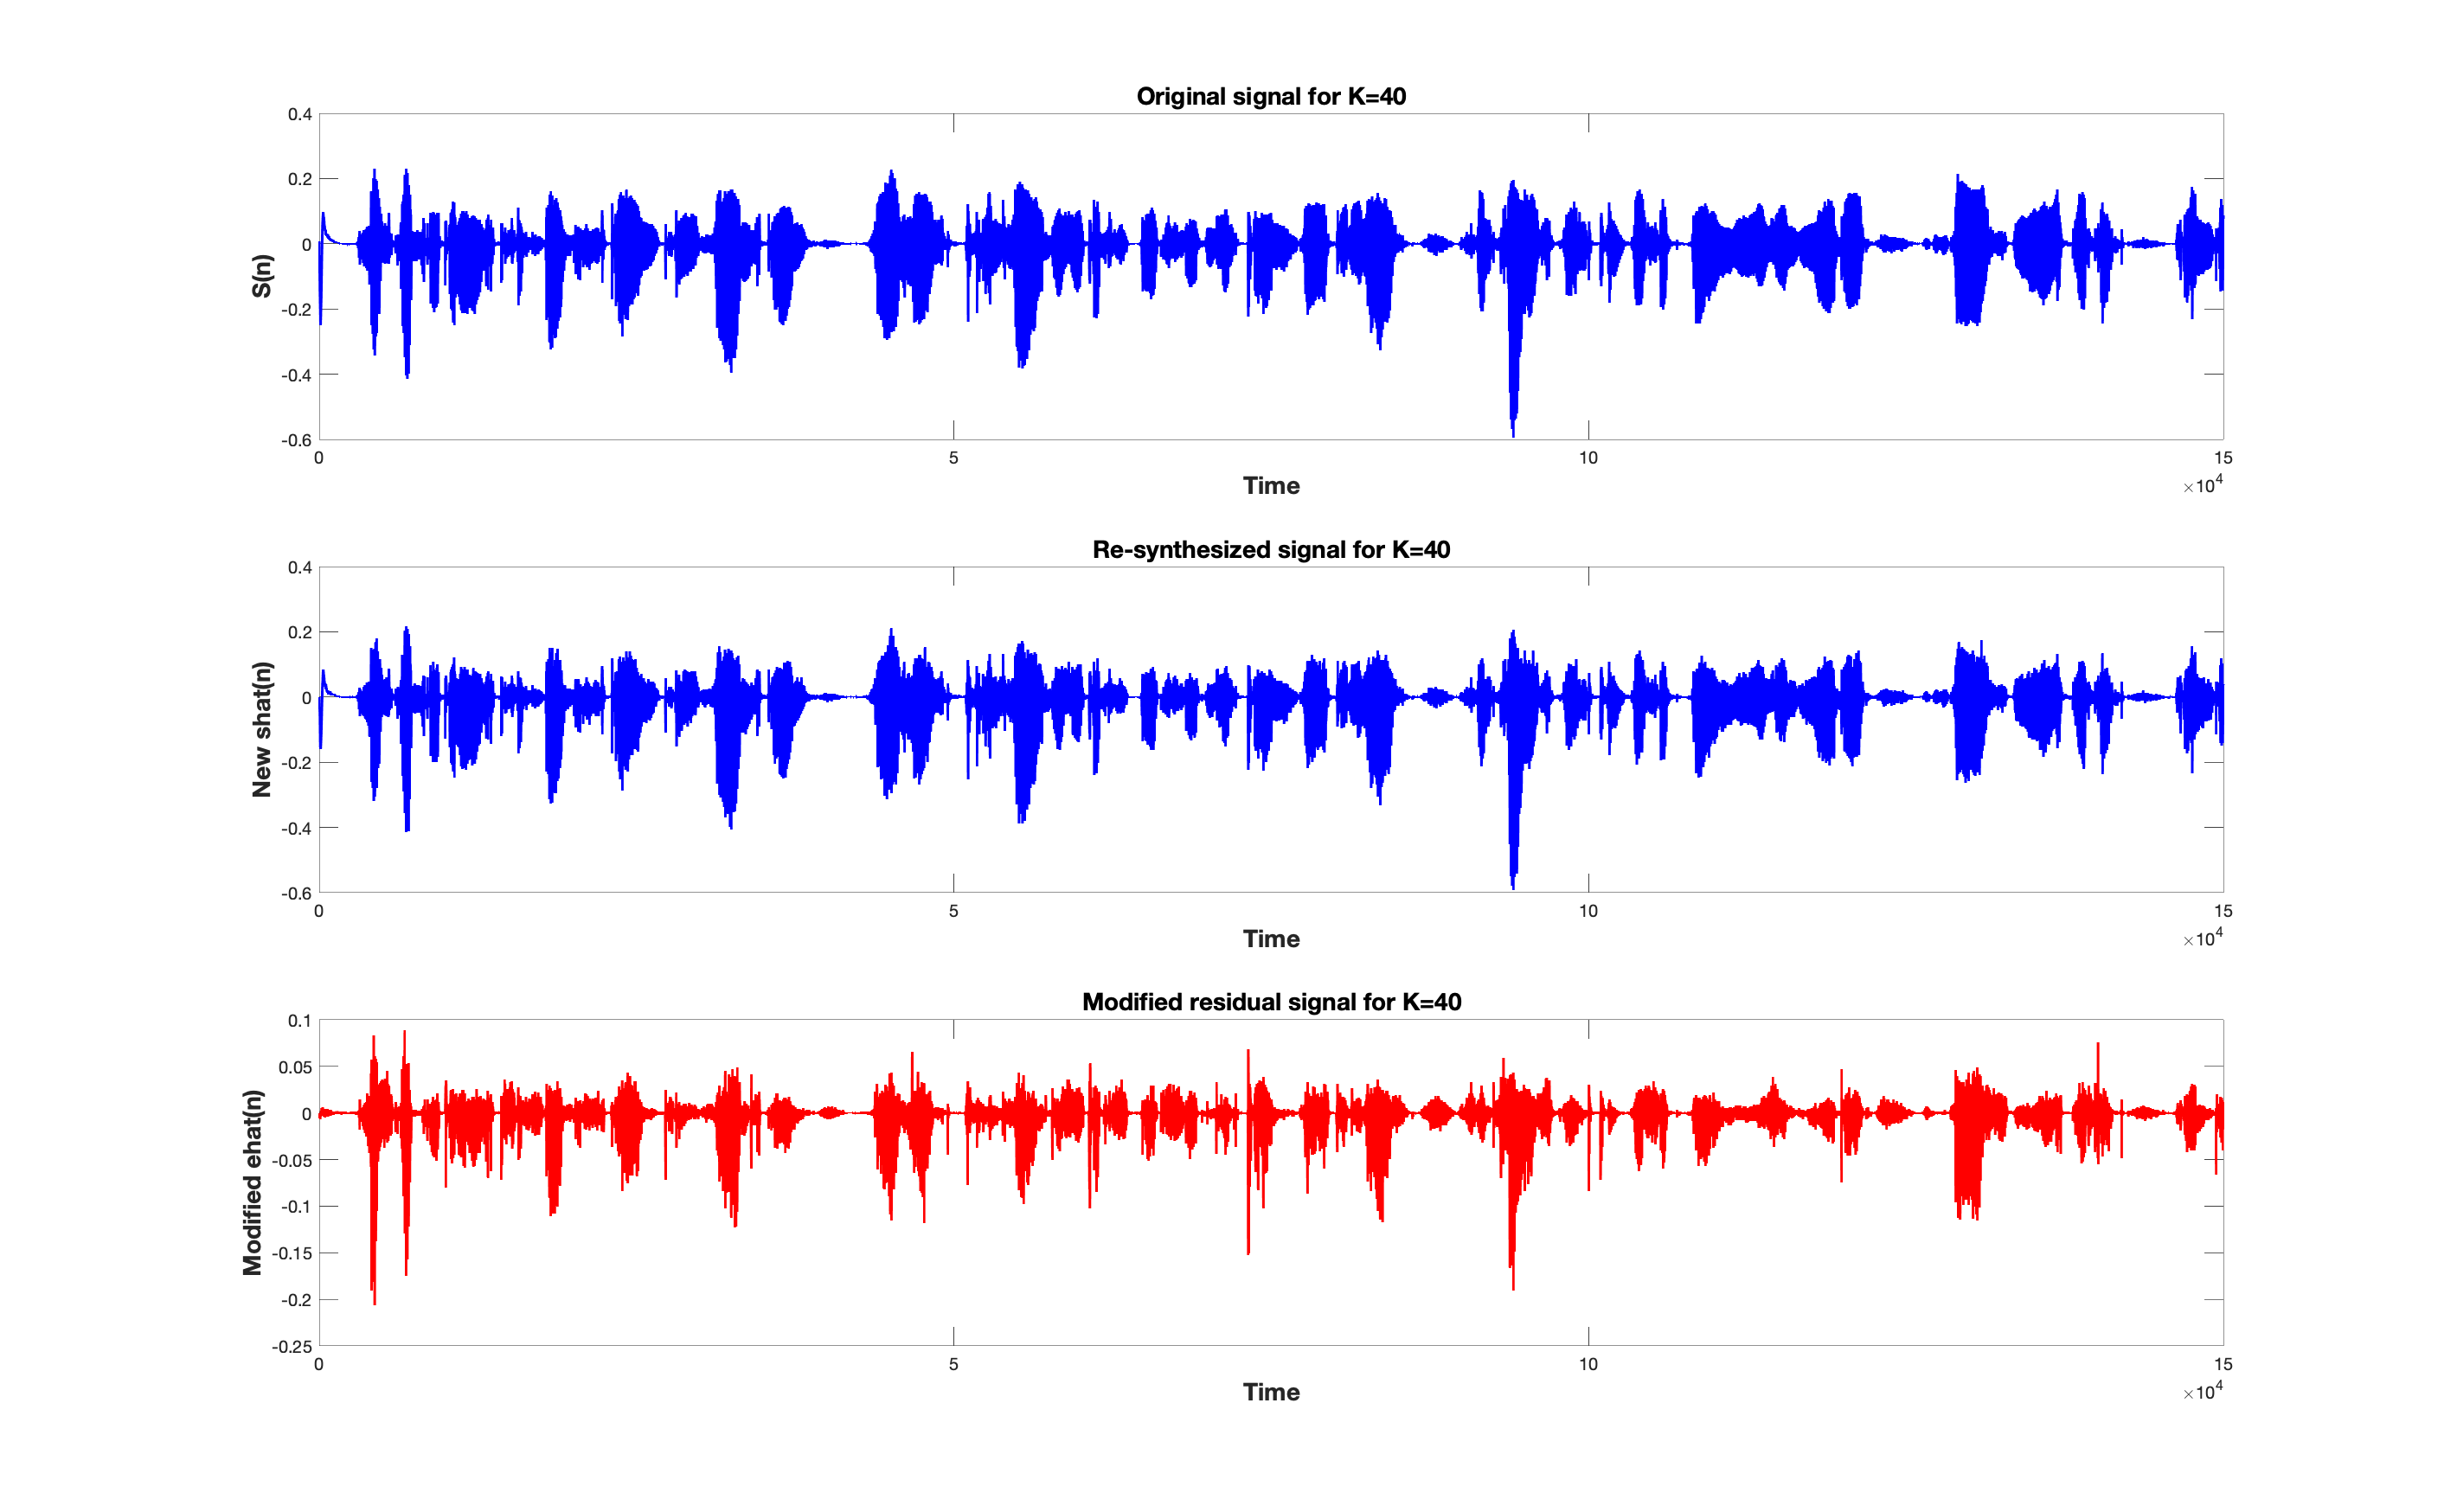 Original signal for K=40
0.4
0.2
0
-0.2
-0.4
-0.6
S(n)
0 5 10 15
Time
×10^4
Re-synthesized signal for K=40
0.4
0.2
0
-0.2
-0.4
-0.6
New shat(n)
0 5 10 15
Time
×10^4
Modified residual signal for K=40
0.1
0.05
0
-0.05
-0.1
-0.15
-0.2
-0.25
Modified ehat(n)
0 5 10 15
Time
×10^4